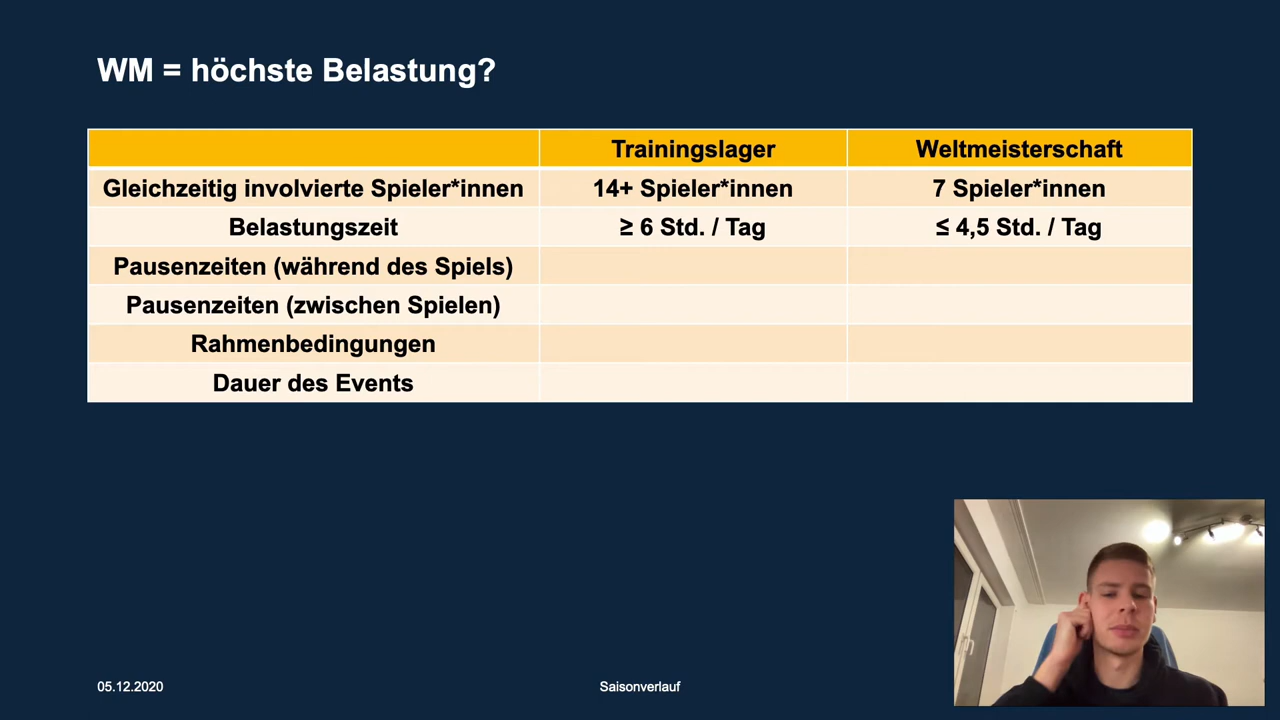 WM = höchste Belastung?
Trainingslager Weltmeisterschaft
Gleichzeitig involvierte Spieler*innen 14+ Spieler*innen 7 Spieler*innen
Belastungszeit ≥ 6 Std. / Tag ≤ 4,5 Std. / Tag
Pausenzeiten (während des Spiels)
Pausenzeiten (zwischen Spielen)
Rahmenbedingungen
Dauer des Events
05.12.2020 Saisonverlauf